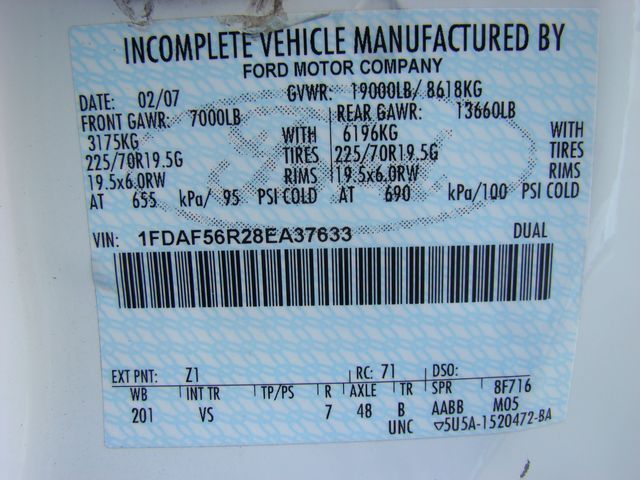 INCOMPLETE VEHICLE MANUFACTURED BY
FORD MOTOR COMPANY
DATE: 02/07 GVWR: 19000LB/ 8618KG
FRONT GAWR: 7000LB REAR GAWR: 13660LB
3175KG WITH 6196KG WITH
225/70R19.5G TIRES 225/70R19.5G TIRES
19.5x6.0RW RIMS 19.5x6.0RW RIMS
AT 655 kPa/ 95 PSI COLD AT 690 kPa/100 PSI COLD
VIN: 1FDAF56R28EA37633 DUAL
EXT PNT: Z1 RC: 71 DSO:
WB INT TR TP/PS R AXLE TR SPR 8F716
201 VS 7 48 B AABB M05
UNC ▽5U5A-1520472-BA